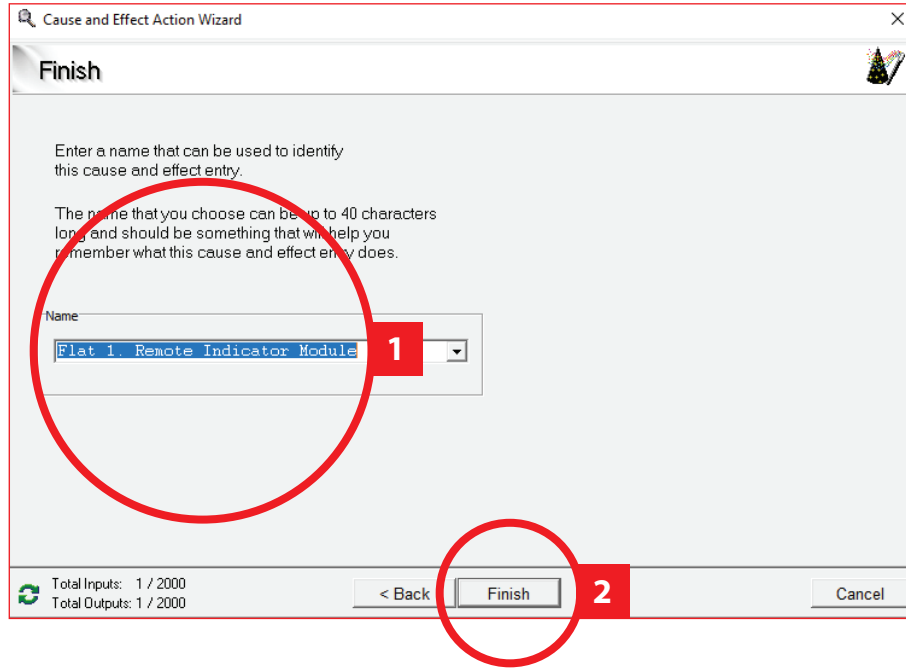 Cause and Effect Action Wizard
Finish
Enter a name that can be used to identify
this cause and effect entry.
The name that you choose can be up to 40 characters
long and should be something that will help you
remember what this cause and effect entry does.
Name
Flat 1. Remote Indicator Module
1
Total Inputs: 1 / 2000
Total Outputs: 1 / 2000
< Back
Finish
2
Cancel